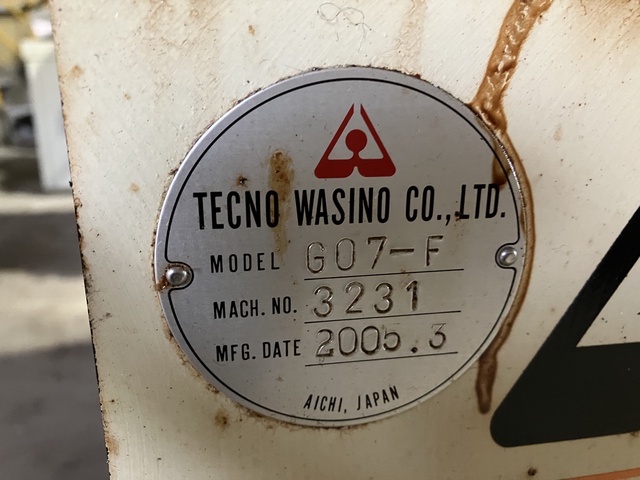 TECNO WASINO CO., LTD.
MODEL G07-F
MACH. NO. 3231
MFG. DATE 2005.3
AICHI, JAPAN